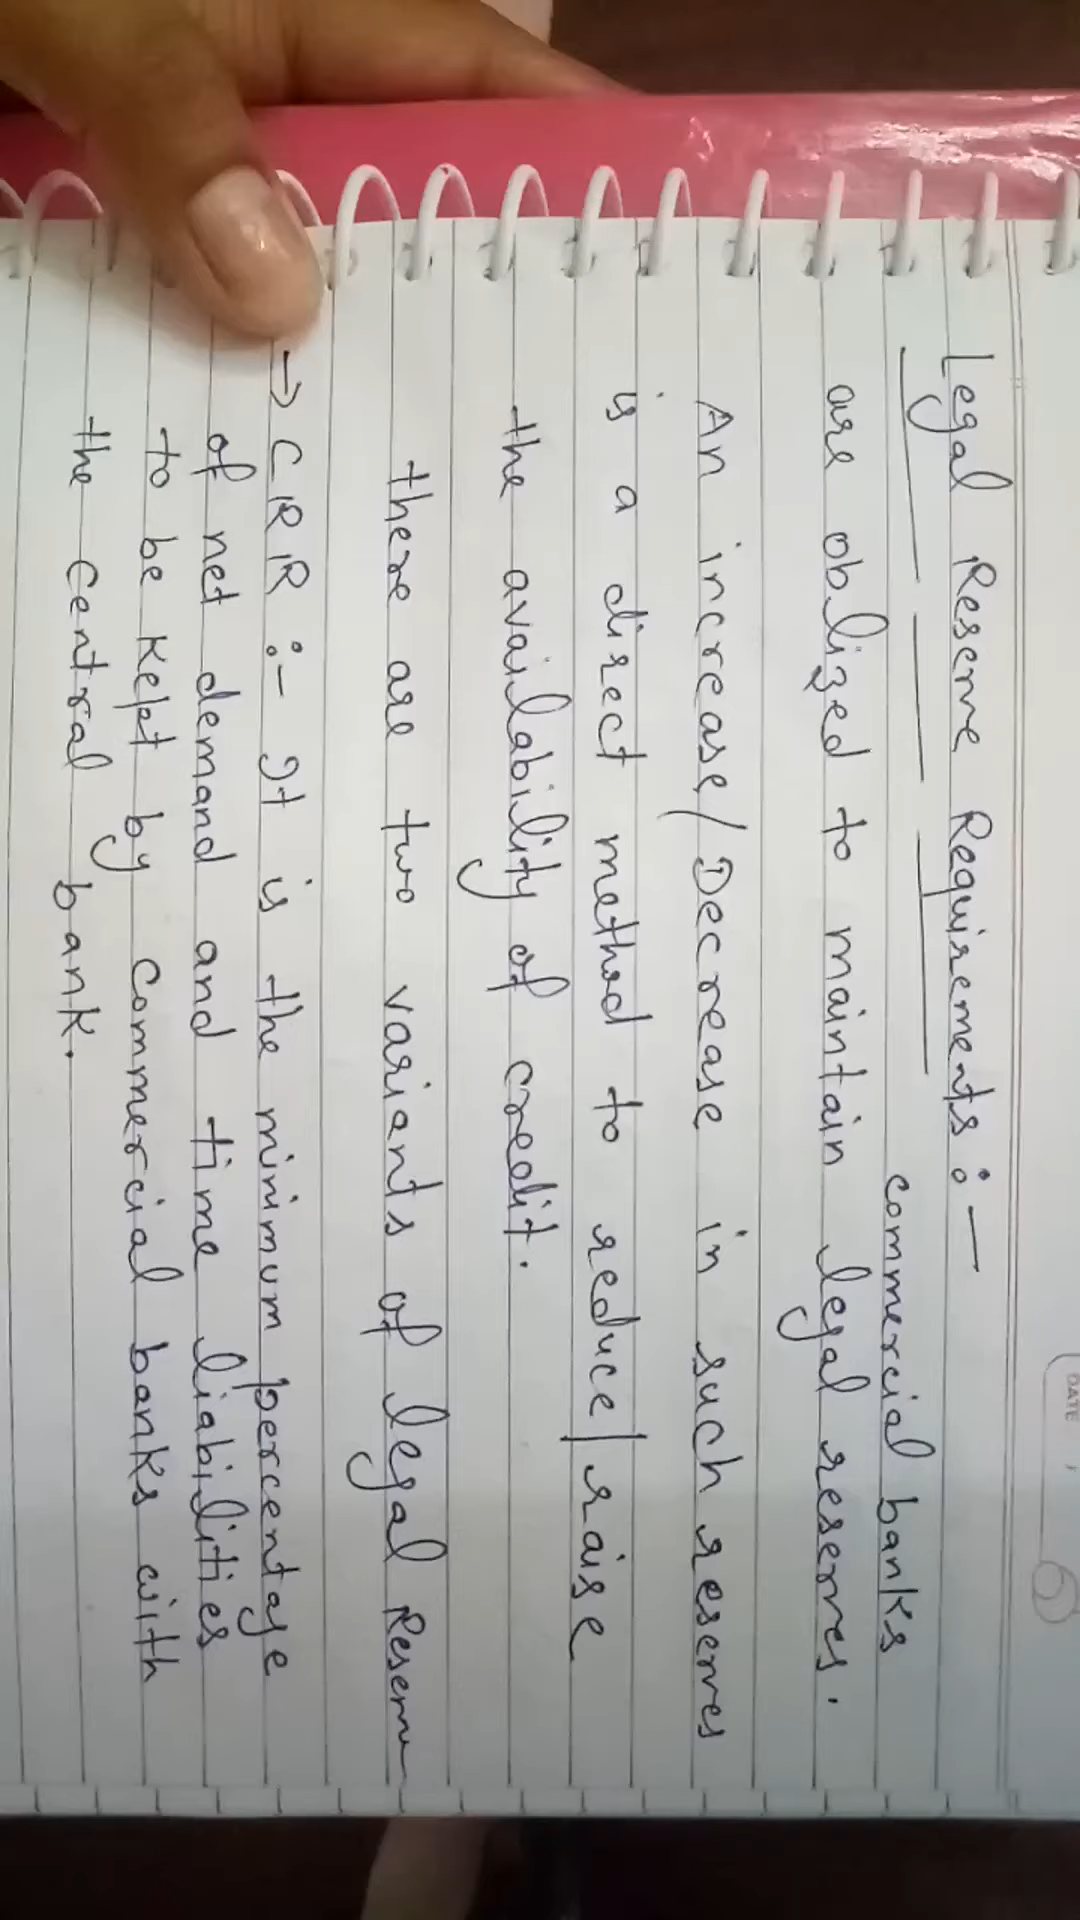 DATE
Legal Reserve Requirements :—
commercial banks
are oblized to maintain legal reserves.
An increase/Decrease in such reserves
is a direct method to reduce/raise
the availability of credit.
there are two variants of legal Reserve
→ CRR :- It is the minimum percentage
of net demand and time liabilities
to be kept by commercial banks with
the central bank.